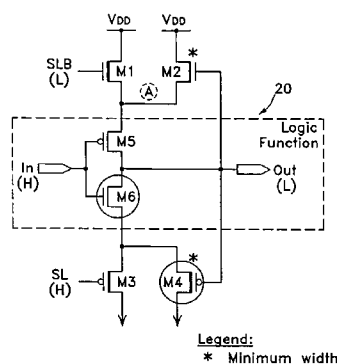 VDD VDD
SLB
(L)
M1 M2 *
A
20
Logic
Function
M5
In
(H)
Out
(L)
M6
SL
(H)
M3 M4 *
Legend:
* Minimum width